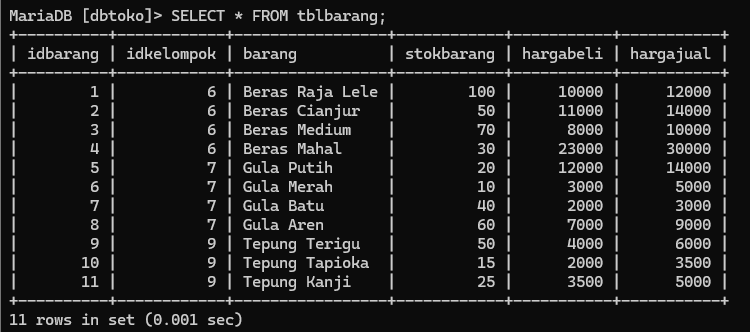 MariaDB [dbtoko]> SELECT * FROM tblbarang;
+----------+------------+-----------------+------------+-----------+-----------+
| idbarang | idkelompok | barang          | stokbarang | hargabeli | hargajual |
+----------+------------+-----------------+------------+-----------+-----------+
|        1 |          6 | Beras Raja Lele |        100 |     10000 |     12000 |
|        2 |          6 | Beras Cianjur   |         50 |     11000 |     14000 |
|        3 |          6 | Beras Medium    |         70 |      8000 |     10000 |
|        4 |          6 | Beras Mahal     |         30 |     23000 |     30000 |
|        5 |          7 | Gula Putih      |         20 |     12000 |     14000 |
|        6 |          7 | Gula Merah      |         10 |      3000 |      5000 |
|        7 |          7 | Gula Batu       |         40 |      2000 |      3000 |
|        8 |          7 | Gula Aren       |         60 |      7000 |      9000 |
|        9 |          9 | Tepung Terigu   |         50 |      4000 |      6000 |
|       10 |          9 | Tepung Tapioka  |         15 |      2000 |      3500 |
|       11 |          9 | Tepung Kanji    |         25 |      3500 |      5000 |
+----------+------------+-----------------+------------+-----------+-----------+
11 rows in set (0.001 sec)